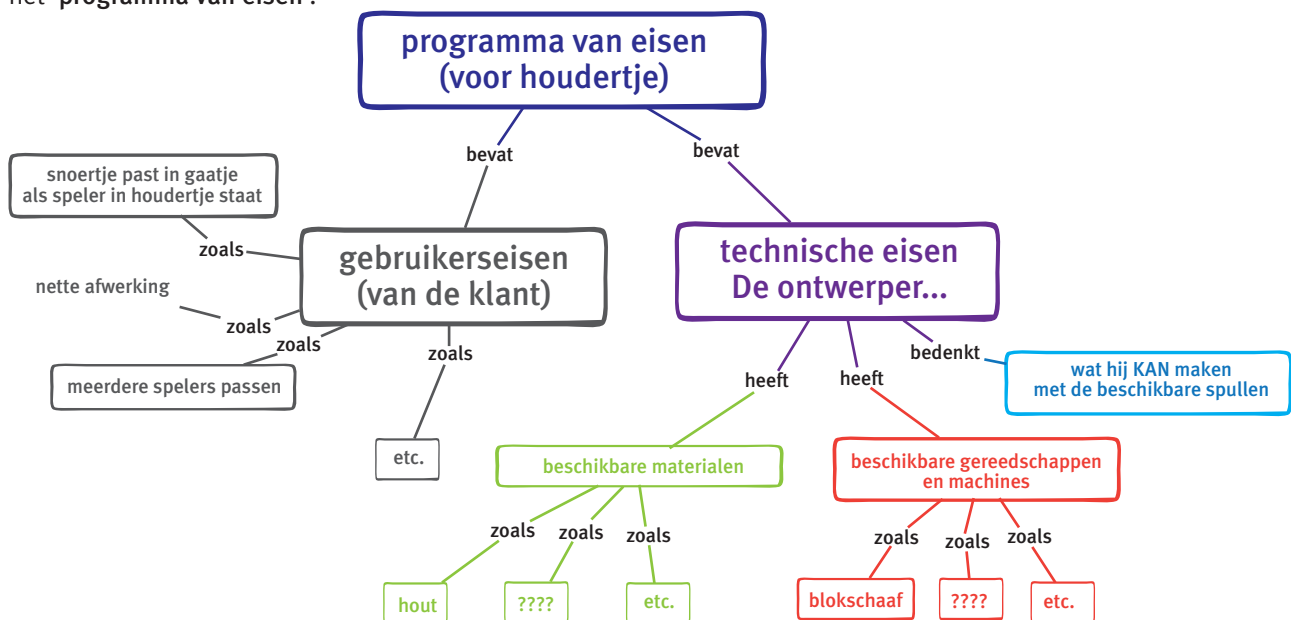 het 'programma van eisen'.
programma van eisen
(voor houdertje)
bevat
bevat
snoertje past in gaatje
als speler in houdertje staat
zoals
gebruikerseisen
(van de klant)
technische eisen
De ontwerper...
nette afwerking
zoals
zoals
zoals
meerdere spelers passen
etc.
heeft
heeft
bedenkt
wat hij KAN maken
met de beschikbare spullen
beschikbare materialen
beschikbare gereedschappen
en machines
zoals
zoals
zoals
zoals
zoals
zoals
hout
????
etc.
blokschaaf
????
etc.